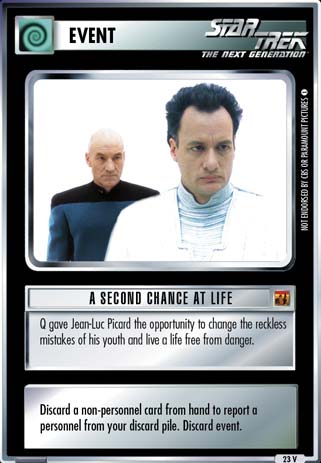 EVENT
STAR TREK
THE NEXT GENERATION
NOT ENDORSED BY CBS OR PARAMOUNT PICTURES
A SECOND CHANCE AT LIFE
Q gave Jean-Luc Picard the opportunity to change the reckless
mistakes of his youth and live a life free from danger.
Discard a non-personnel card from hand to report a
personnel from your discard pile. Discard event.
23 V